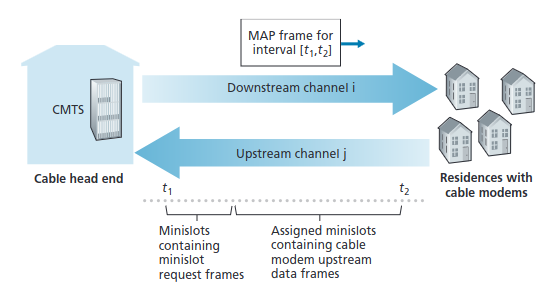 MAP frame for
interval [t₁,t₂]
Downstream channel i
CMTS
Upstream channel j
Cable head end
Residences with
cable modems
t₁
t₂
Minislots
containing
minislot
request frames
Assigned minislots
containing cable
modem upstream
data frames